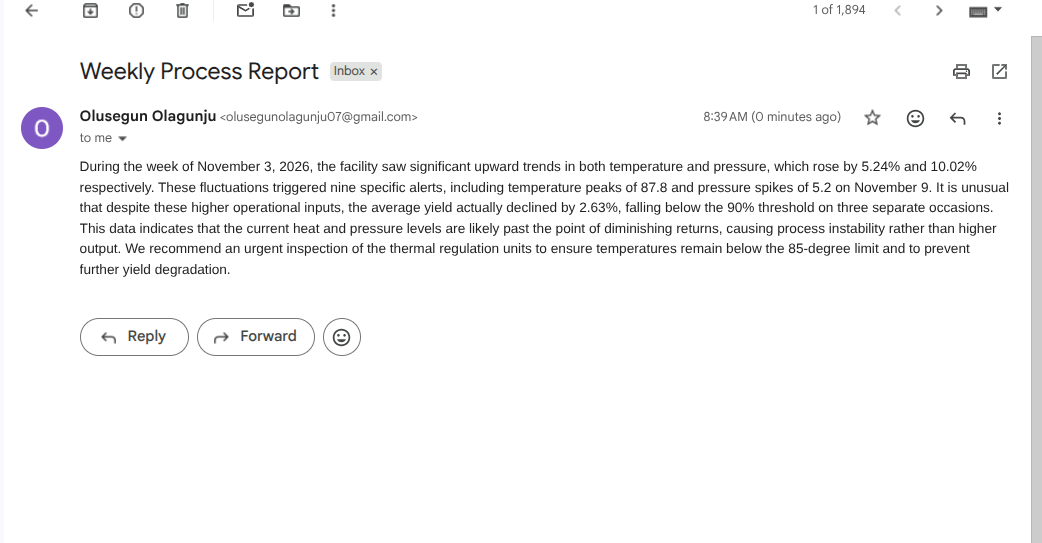 1 of 1,894
Weekly Process Report Inbox ×
O
Olusegun Olagunju <olusegunolagunju07@gmail.com> 8:39 AM (0 minutes ago)
to me
During the week of November 3, 2026, the facility saw significant upward trends in both temperature and pressure, which rose by 5.24% and 10.02%
respectively. These fluctuations triggered nine specific alerts, including temperature peaks of 87.8 and pressure spikes of 5.2 on November 9. It is unusual
that despite these higher operational inputs, the average yield actually declined by 2.63%, falling below the 90% threshold on three separate occasions.
This data indicates that the current heat and pressure levels are likely past the point of diminishing returns, causing process instability rather than higher
output. We recommend an urgent inspection of the thermal regulation units to ensure temperatures remain below the 85-degree limit and to prevent
further yield degradation.
Reply Forward